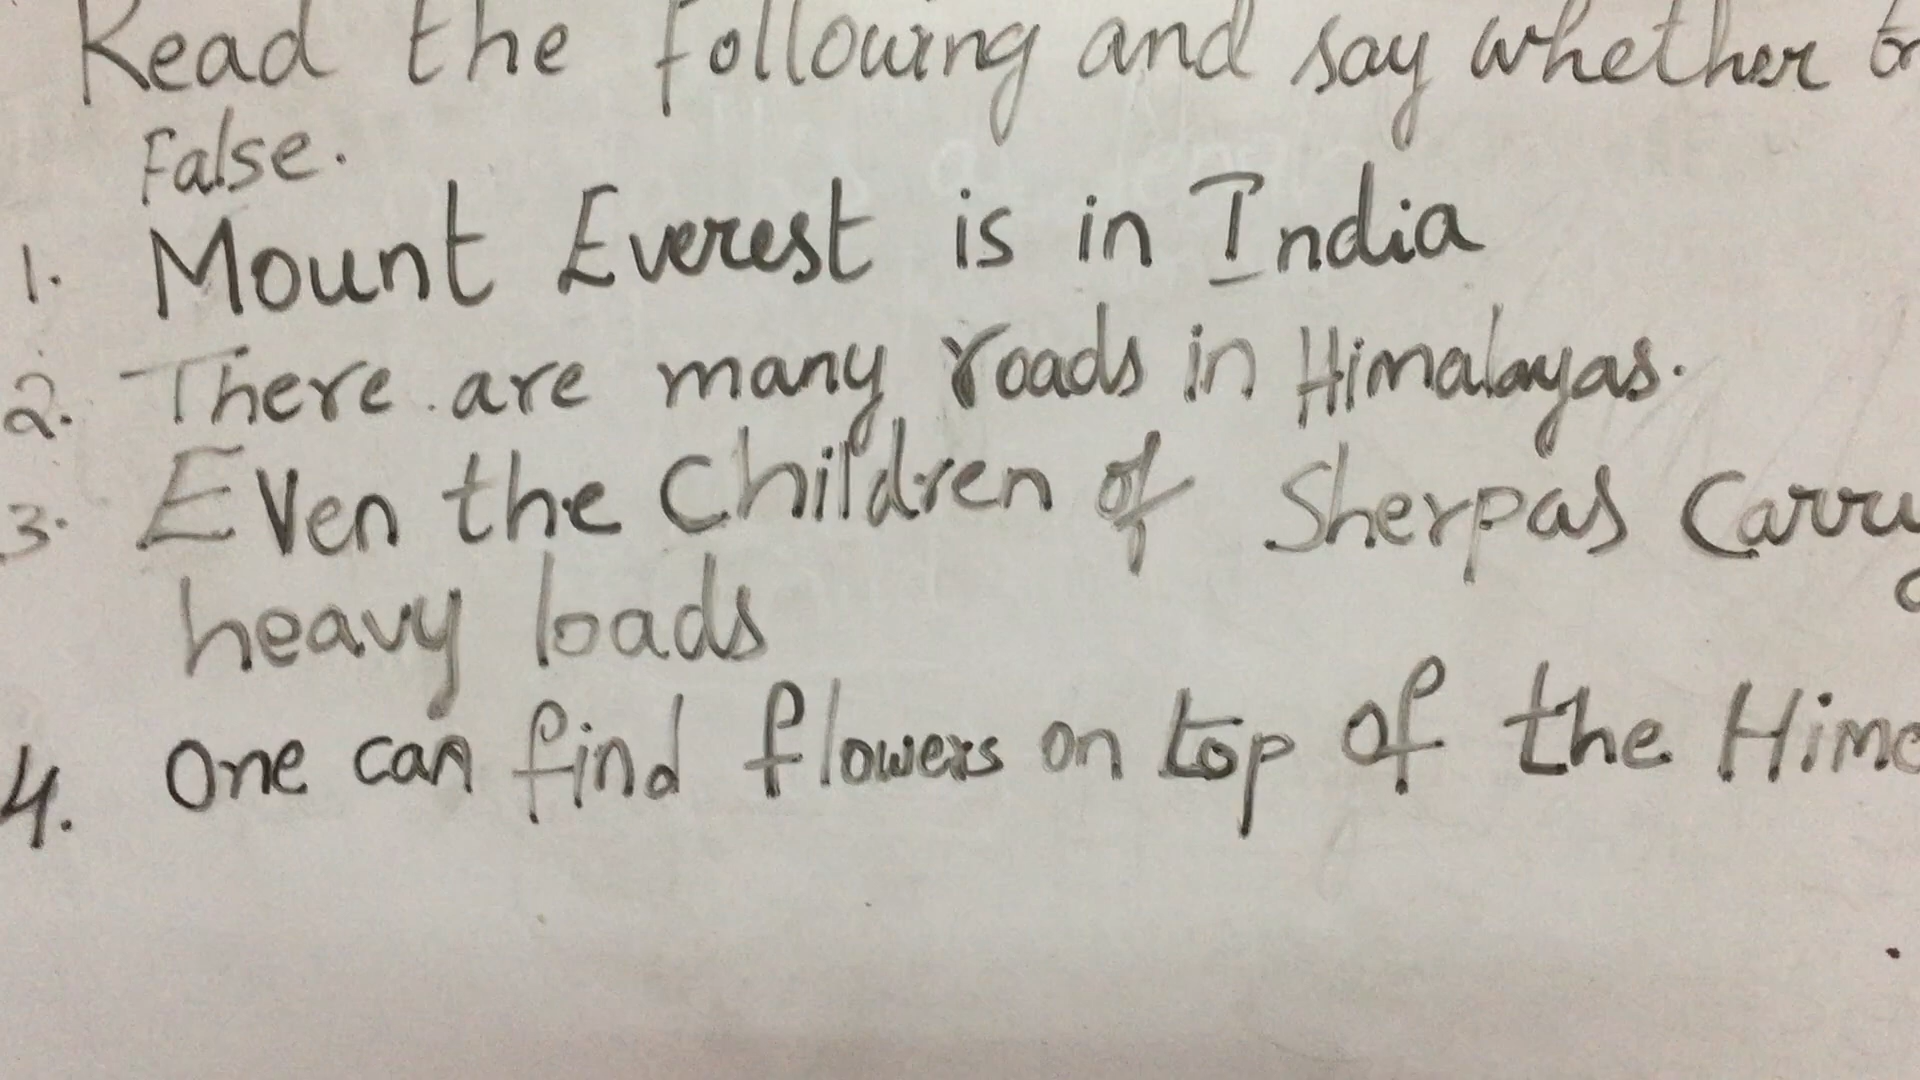 Read the following and say whether
False.
1. Mount Everest is in India
2. There are many roads in Himalayas.
3. Even the Children of Sherpas Carry
heavy loads
4. One can find flowers on top of the